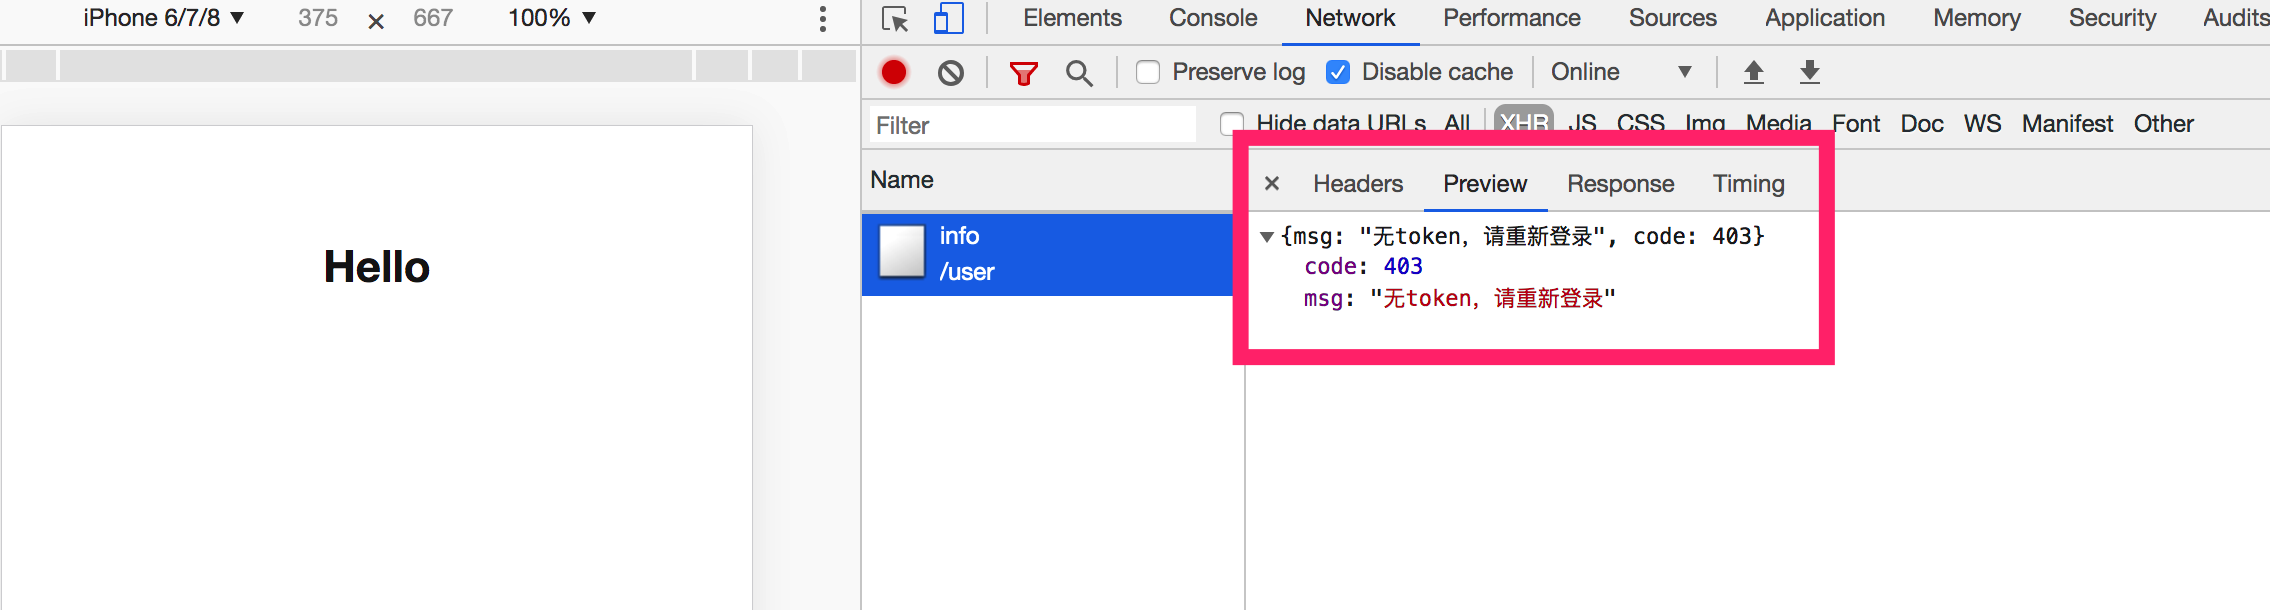 iPhone 6/7/8 ▼ 375 × 667 100% ▼
Elements Console Network Performance Sources Application Memory Security Audits
Preserve log Disable cache Online ▼
Filter Hide data URLs All XHR JS CSS Img Media Font Doc WS Manifest Other
Name
× Headers Preview Response Timing
info
/user
▼{msg: "无token，请重新登录", code: 403}
code: 403
msg: "无token，请重新登录"
Hello